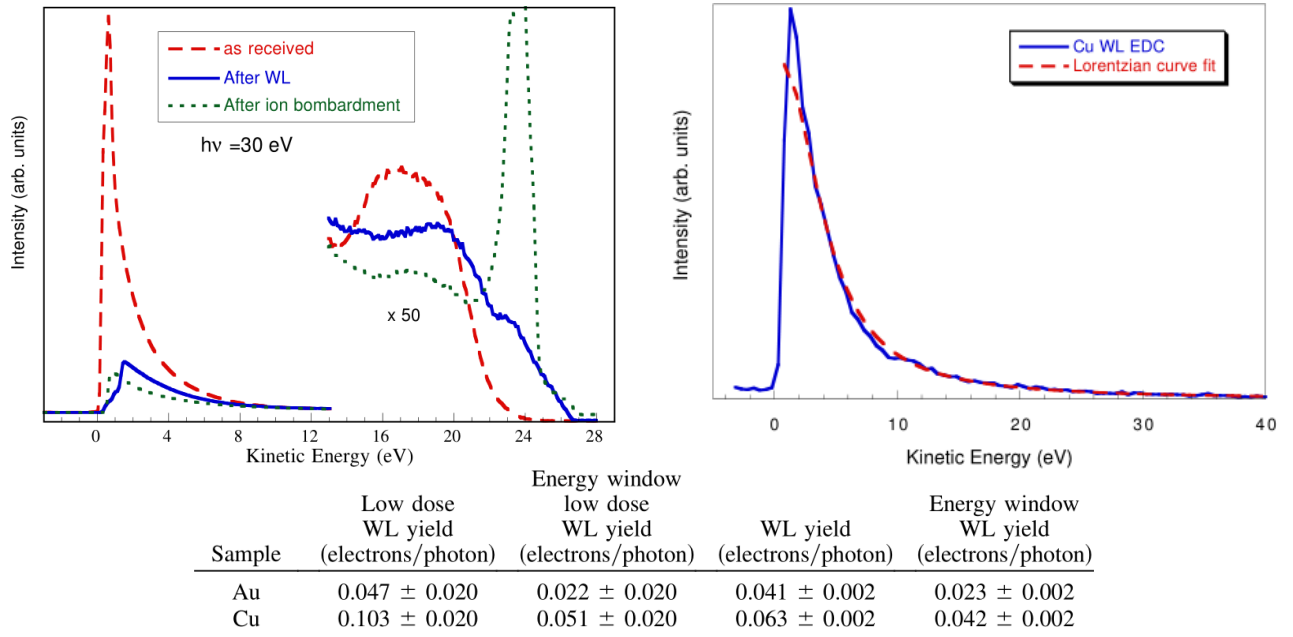 as received
After WL
After ion bombardment
hν =30 eV
x 50
Intensity (arb. units)
0 4 8 12 16 20 24 28
Kinetic Energy (eV)
Cu WL EDC
Lorentzian curve fit
Intensity (arb. units)
0 10 20 30 40
Kinetic Energy (eV)
Energy window
Low dose low dose Energy window
WL yield WL yield WL yield WL yield
Sample (electrons/photon) (electrons/photon) (electrons/photon) (electrons/photon)
Au 0.047 ± 0.020 0.022 ± 0.020 0.041 ± 0.002 0.023 ± 0.002
Cu 0.103 ± 0.020 0.051 ± 0.020 0.063 ± 0.002 0.042 ± 0.002